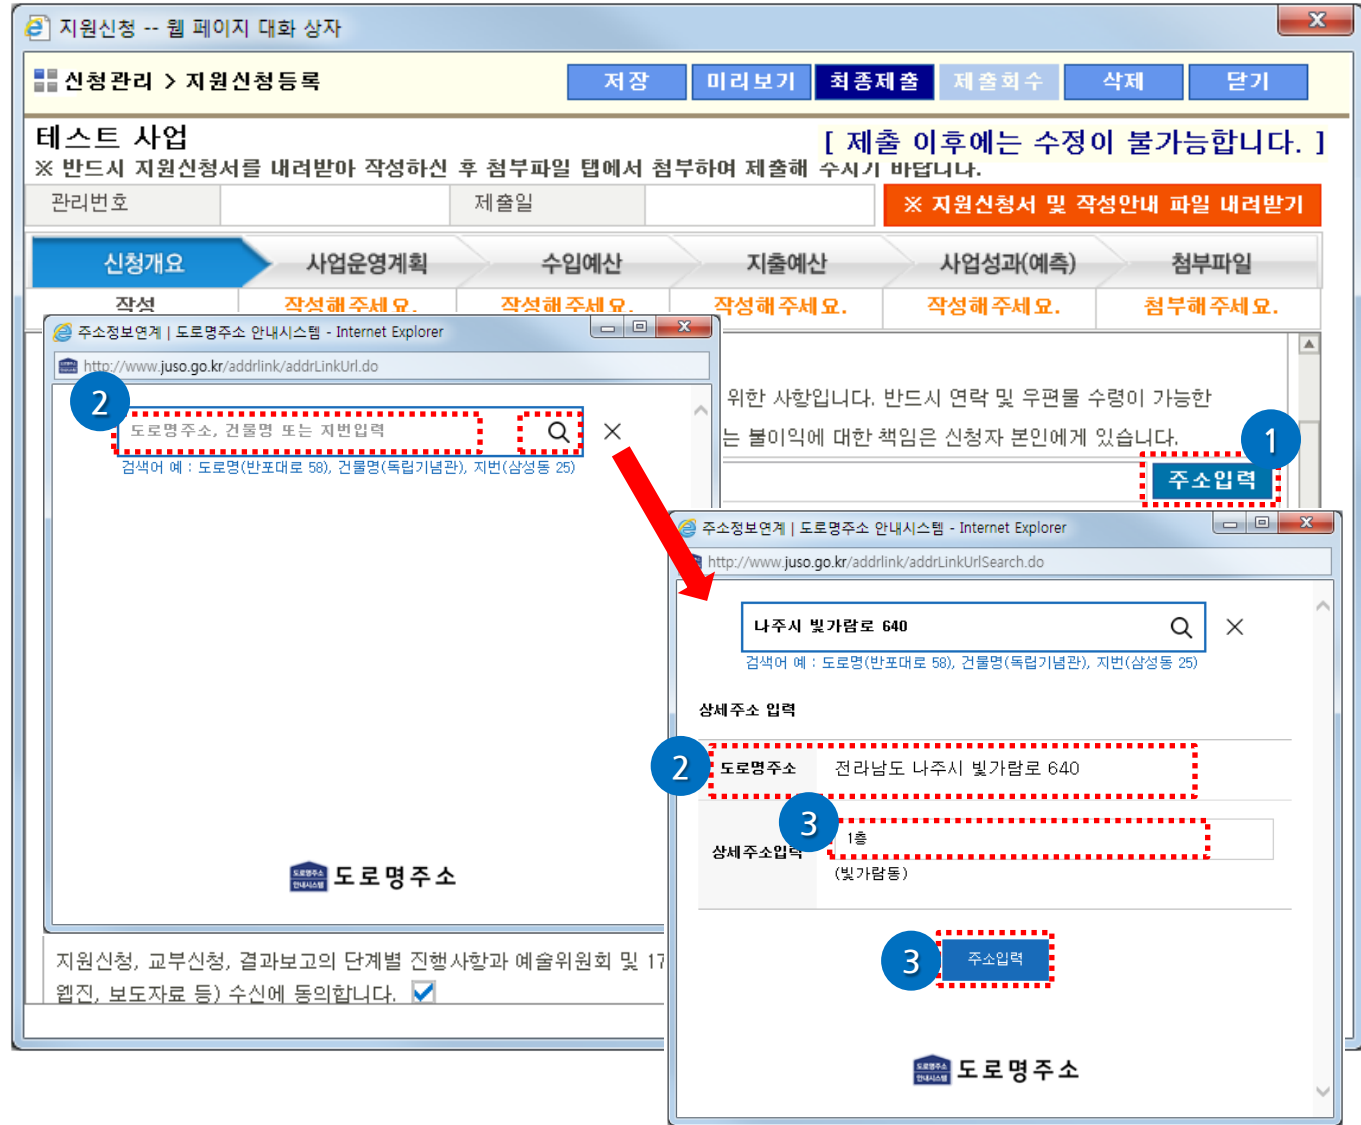 지원신청 -- 웹 페이지 대화 상자
X
신청관리 > 지원신청등록
저장 미리보기 최종제출 제출회수 삭제 닫기
테스트 사업
[ 제출 이후에는 수정이 불가능합니다. ]
※ 반드시 지원신청서를 내려받아 작성하신 후 첨부파일 탭에서 첨부하여 제출해 주시기 바랍니다.
관리번호 제출일 ※ 지원신청서 및 작성안내 파일 내려받기
신청개요 사업운영계획 수입예산 지출예산 사업성과(예측) 첨부파일
작성 작성해주세요. 작성해주세요. 작성해주세요. 작성해주세요. 첨부해주세요.
주소정보연계 | 도로명주소 안내시스템 - Internet Explorer
http://www.juso.go.kr/addrlink/addrLinkUrl.do
2
도로명주소, 건물명 또는 지번입력
검색어 예 : 도로명(반포대로 58), 건물명(독립기념관), 지번(삼성동 25)
도로명주소
안내시스템
도로명주소
위한 사항입니다. 반드시 연락 및 우편물 수령이 가능한
는 불이익에 대한 책임은 신청자 본인에게 있습니다.
1
주소입력
주소정보연계 | 도로명주소 안내시스템 - Internet Explorer
http://www.juso.go.kr/addrlink/addrLinkUrlSearch.do
나주시 빛가람로 640
검색어 예 : 도로명(반포대로 58), 건물명(독립기념관), 지번(삼성동 25)
상세주소 입력
2
도로명주소 전라남도 나주시 빛가람로 640
3
상세주소입력 1층
(빛가람동)
3
주소입력
도로명주소
안내시스템
도로명주소
지원신청, 교부신청, 결과보고의 단계별 진행사항과 예술위원회 및 17
웹진, 보도자료 등) 수신에 동의합니다.